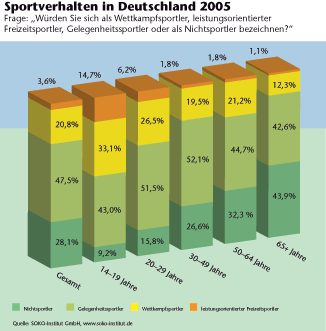 Sportverhalten in Deutschland 2005
Frage: „Würden Sie sich als Wettkampfsportler, leistungsorientierter
Freizeitsportler, Gelegenheitssportler oder als Nichtsportler bezeichnen?“
3,6% 14,7% 6,2% 1,8% 1,8% 1,1%
20,8% 33,1% 26,5% 19,5% 21,2% 12,3%
47,5% 43,0% 51,5% 52,1% 44,7% 42,6%
28,1% 9,2% 15,8% 26,6% 32,3 % 43,9%
Gesamt
14–19 Jahre
20–29 Jahre
30–49 Jahre
50–64 Jahre
65+ Jahre
Nichtsportler Gelegenheitssportler Wettkampfsportler leistungsorientierter Freizeitsportler
Quelle: SOKO-Institut GmbH, www.soko-institut.de